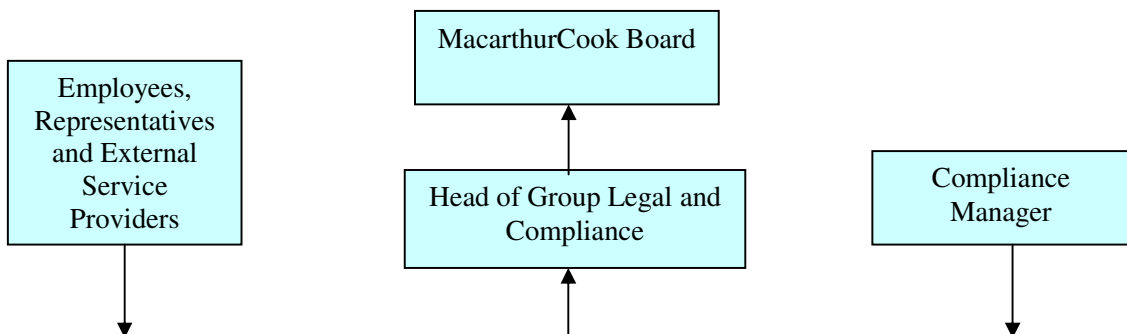 MacarthurCook Board
Employees,
Representatives
and External
Service
Providers
Head of Group Legal and
Compliance
Compliance
Manager